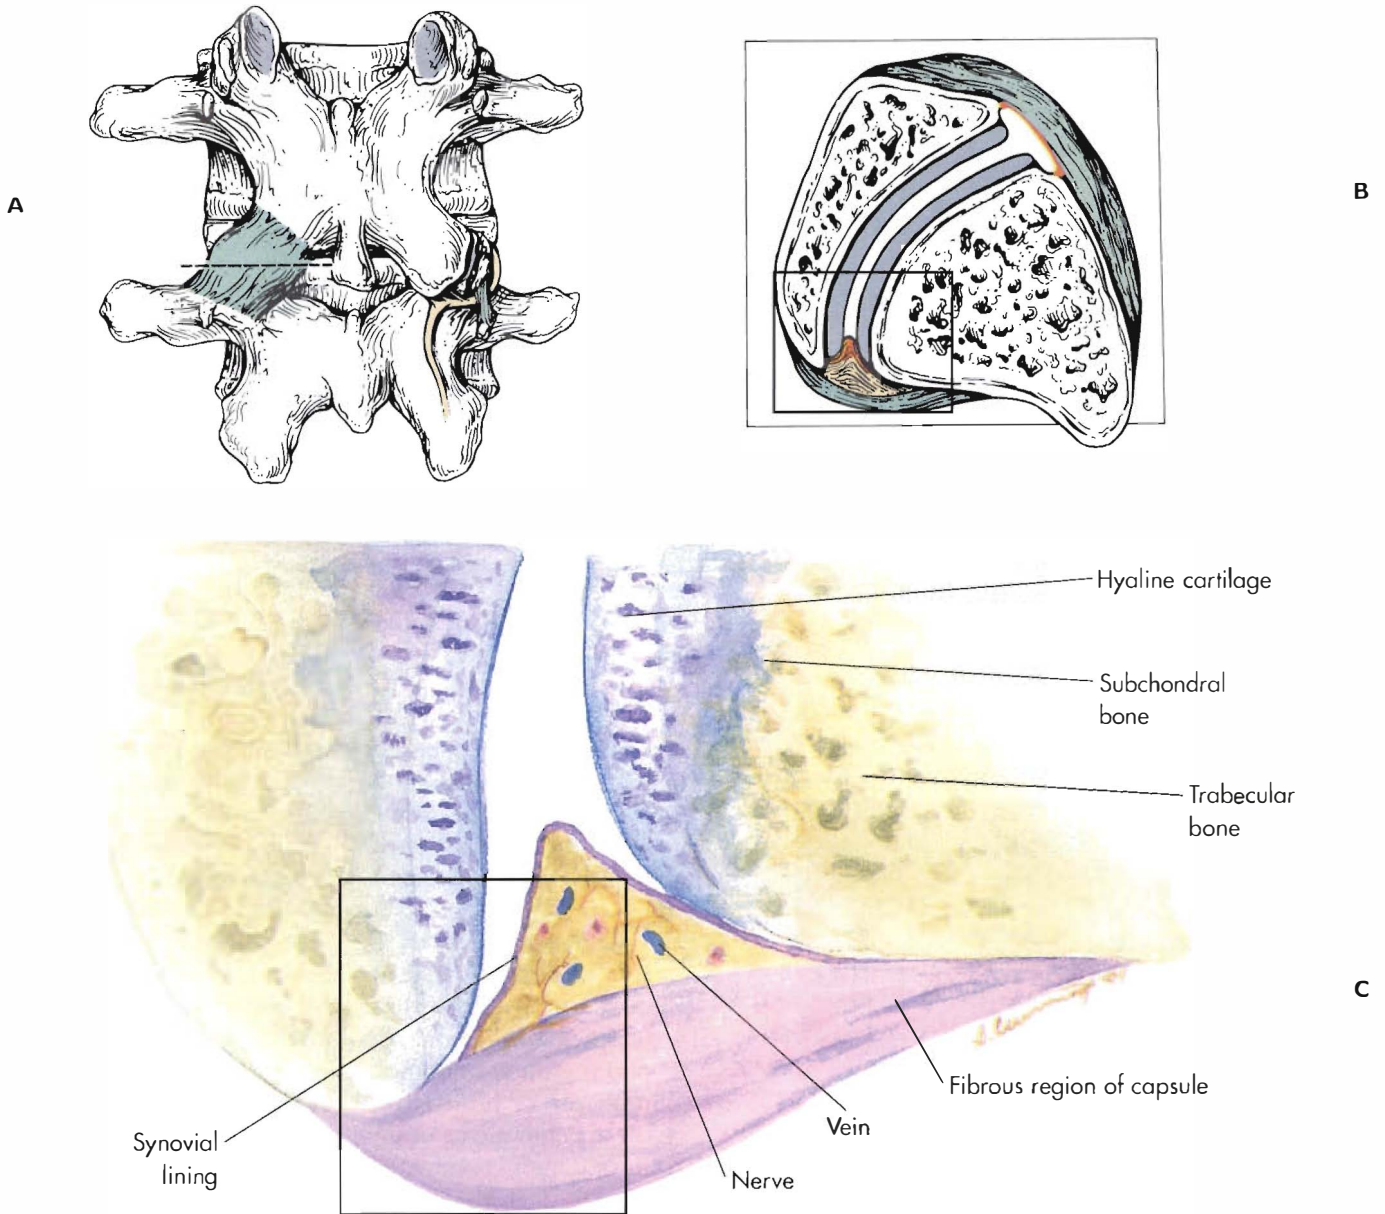 A
B
Hyaline cartilage
Subchondral
bone
Trabecular
bone
C
Fibrous region of capsule
Vein
Synovial
lining
Nerve